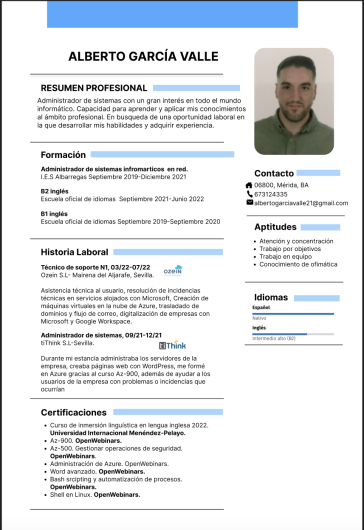 ALBERTO GARCÍA VALLE
RESUMEN PROFESIONAL
Administrador de sistemas con un gran interés en todo el mundo
informático. Capacidad para aprender y aplicar mis conocimientos
al ámbito profesional. En busqueda de una oportunidad laboral en
la que desarrollar mis habilidades y adquirir experiencia.
Formación
Administrador de sistemas infromarticos en red.
I.E.S Albarregas Septiembre 2019-Diciembre 2021
B2 inglés
Escuela oficial de idiomas Septiembre 2021-Junio 2022
B1 inglés
Escuela oficial de idiomas Septiembre 2019-Septiembre 2020
Historia Laboral
Técnico de soporte N1, 03/22-07/22
ozein
Ozein S.L- Mairena del Aljarafe, Sevilla.
Asistencia técnica al usuario, resolución de incidencias
técnicas en servicios alojados con Microsoft, Creación de
máquinas virtuales en la nube de Azure, trasladado de
dominios y flujo de correo, digitalización de empresas con
Microsoft y Google Workspace.
Administrador de sistemas, 09/21-12/21
tiThink S.L-Sevilla.
tiThink
Durante mi estancia administraba los servidores de la
empresa, creaba páginas web con WordPress, me formé
en Azure gracias al curso Az-900, además de ayudar a los
usuarios de la empresa con problemas o incidencias que
ocurrían
Certificaciones
• Curso de inmersión lingüística en lengua inglesa 2022.
Universidad Internacional Menéndez-Pelayo.
• Az-900. OpenWebinars.
• Az-500. Gestionar operaciones de seguridad.
OpenWebinars.
• Administración de Azure. OpenWebinars.
• Word avanzado. OpenWebinars.
• Bash srcipting y automatización de procesos.
OpenWebinars.
• Shell en Linux. OpenWebinars.
Contacto
06800, Mérida, BA
673124335
albertogarciavalle21@gmail.com
Aptitudes
• Atención y concentración
• Trabajo por objetivos
• Trabajo en equipo
• Conocimiento de ofimática
Idiomas
Español:
Nativo
Inglés:
Intermedio alto (B2)